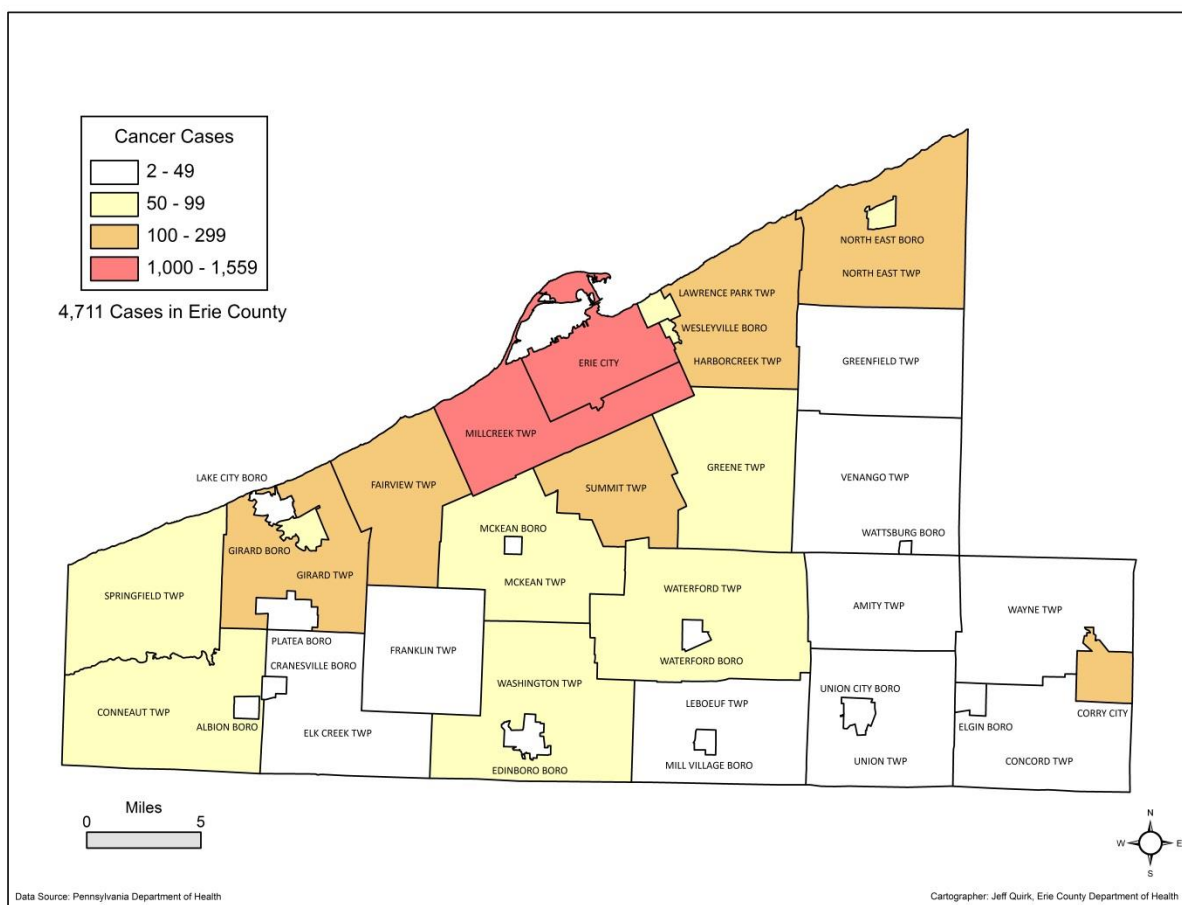 Cancer Cases
2 - 49
50 - 99
100 - 299
1,000 - 1,559
4,711 Cases in Erie County
NORTH EAST BORO
NORTH EAST TWP
LAWRENCE PARK TWP
WESLEYVILLE BORO
HARBORCREEK TWP
GREENFIELD TWP
ERIE CITY
MILLCREEK TWP
LAKE CITY BORO
FAIRVIEW TWP
SUMMIT TWP
GREENE TWP
VENANGO TWP
WATTSBURG BORO
MCKEAN BORO
GIRARD BORO
GIRARD TWP
MCKEAN TWP
SPRINGFIELD TWP
WATERFORD TWP
AMITY TWP
WAYNE TWP
PLATEA BORO
CRANESVILLE BORO
FRANKLIN TWP
WATERFORD BORO
WASHINGTON TWP
CONNEAUT TWP
ALBION BORO
ELK CREEK TWP
LEBOEUF TWP
UNION CITY BORO
ELGIN BORO
CORRY CITY
EDINBORO BORO
MILL VILLAGE BORO
UNION TWP
CONCORD TWP
Miles
0 5
N
W E
S
Data Source: Pennsylvania Department of Health
Cartographer: Jeff Quirk, Erie County Department of Health